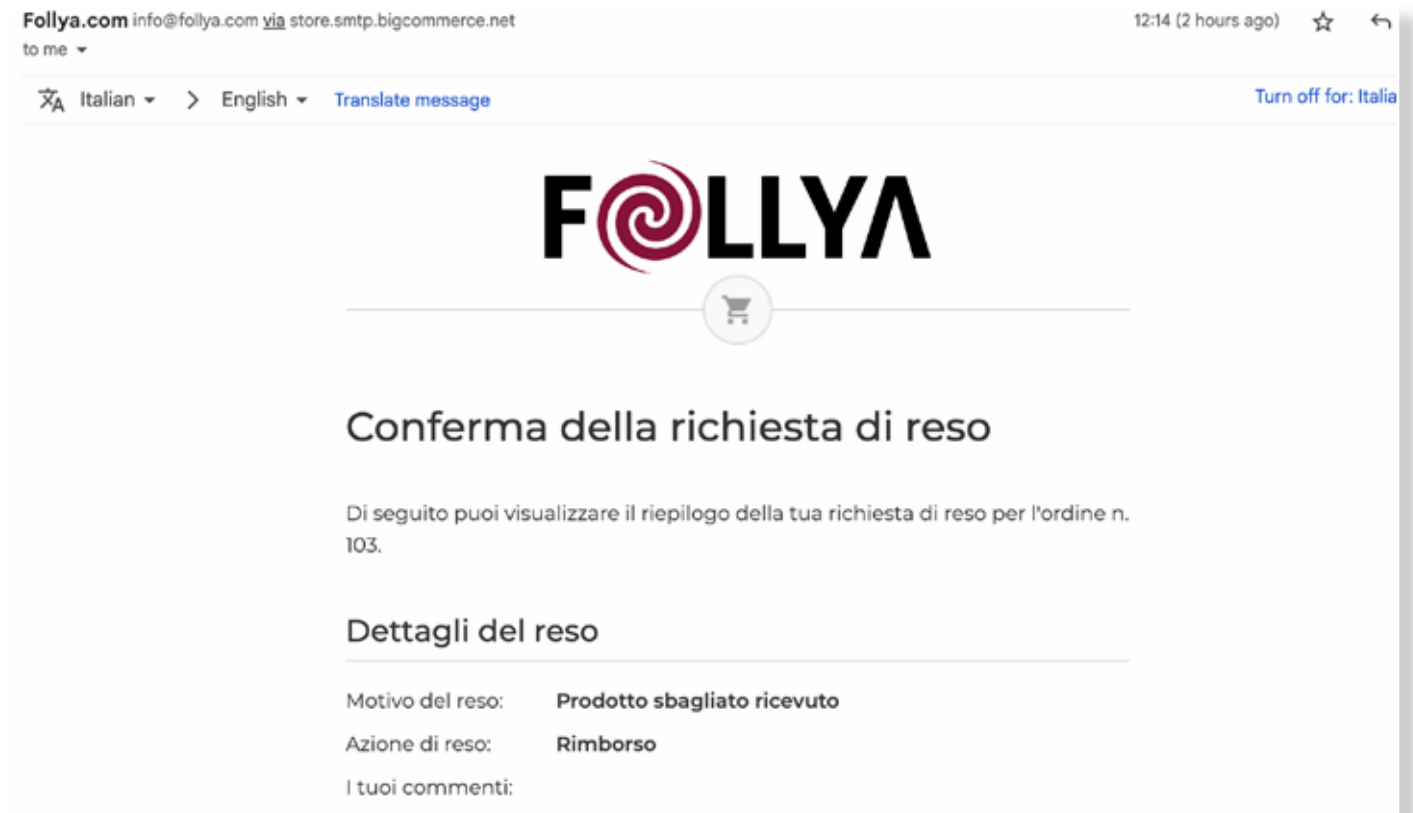 Follya.com info@follya.com via store.smtp.bigcommerce.net 12:14 (2 hours ago)
to me
Italian > English Translate message Turn off for: Italia
FOLLYA
Conferma della richiesta di reso
Di seguito puoi visualizzare il riepilogo della tua richiesta di reso per l'ordine n.
103.
Dettagli del reso
Motivo del reso: Prodotto sbagliato ricevuto
Azione di reso: Rimborso
I tuoi commenti: